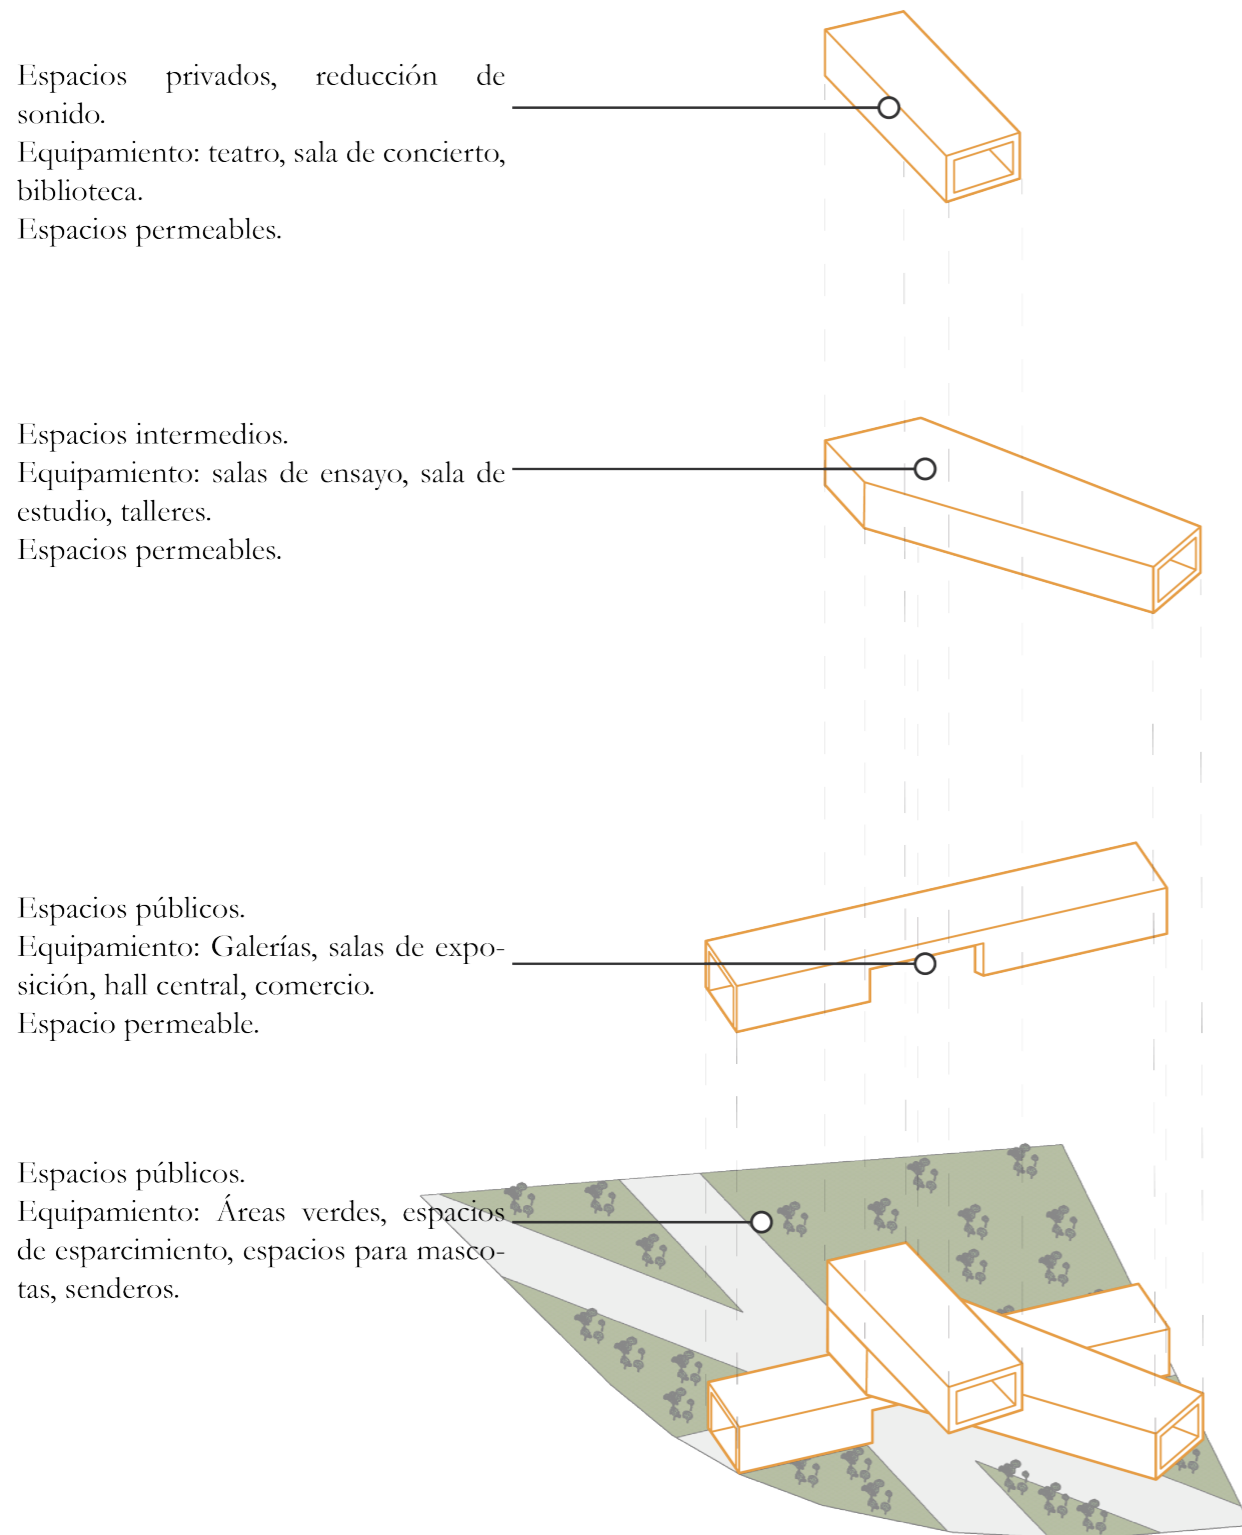 Espacios privados, reducción de
sonido.
Equipamiento: teatro, sala de concierto,
biblioteca.
Espacios permeables.
Espacios intermedios.
Equipamiento: salas de ensayo, sala de
estudio, talleres.
Espacios permeables.
Espacios públicos.
Equipamiento: Galerías, salas de expo-
sición, hall central, comercio.
Espacio permeable.
Espacios públicos.
Equipamiento: Áreas verdes, espacios
de esparcimiento, espacios para masco-
tas, senderos.